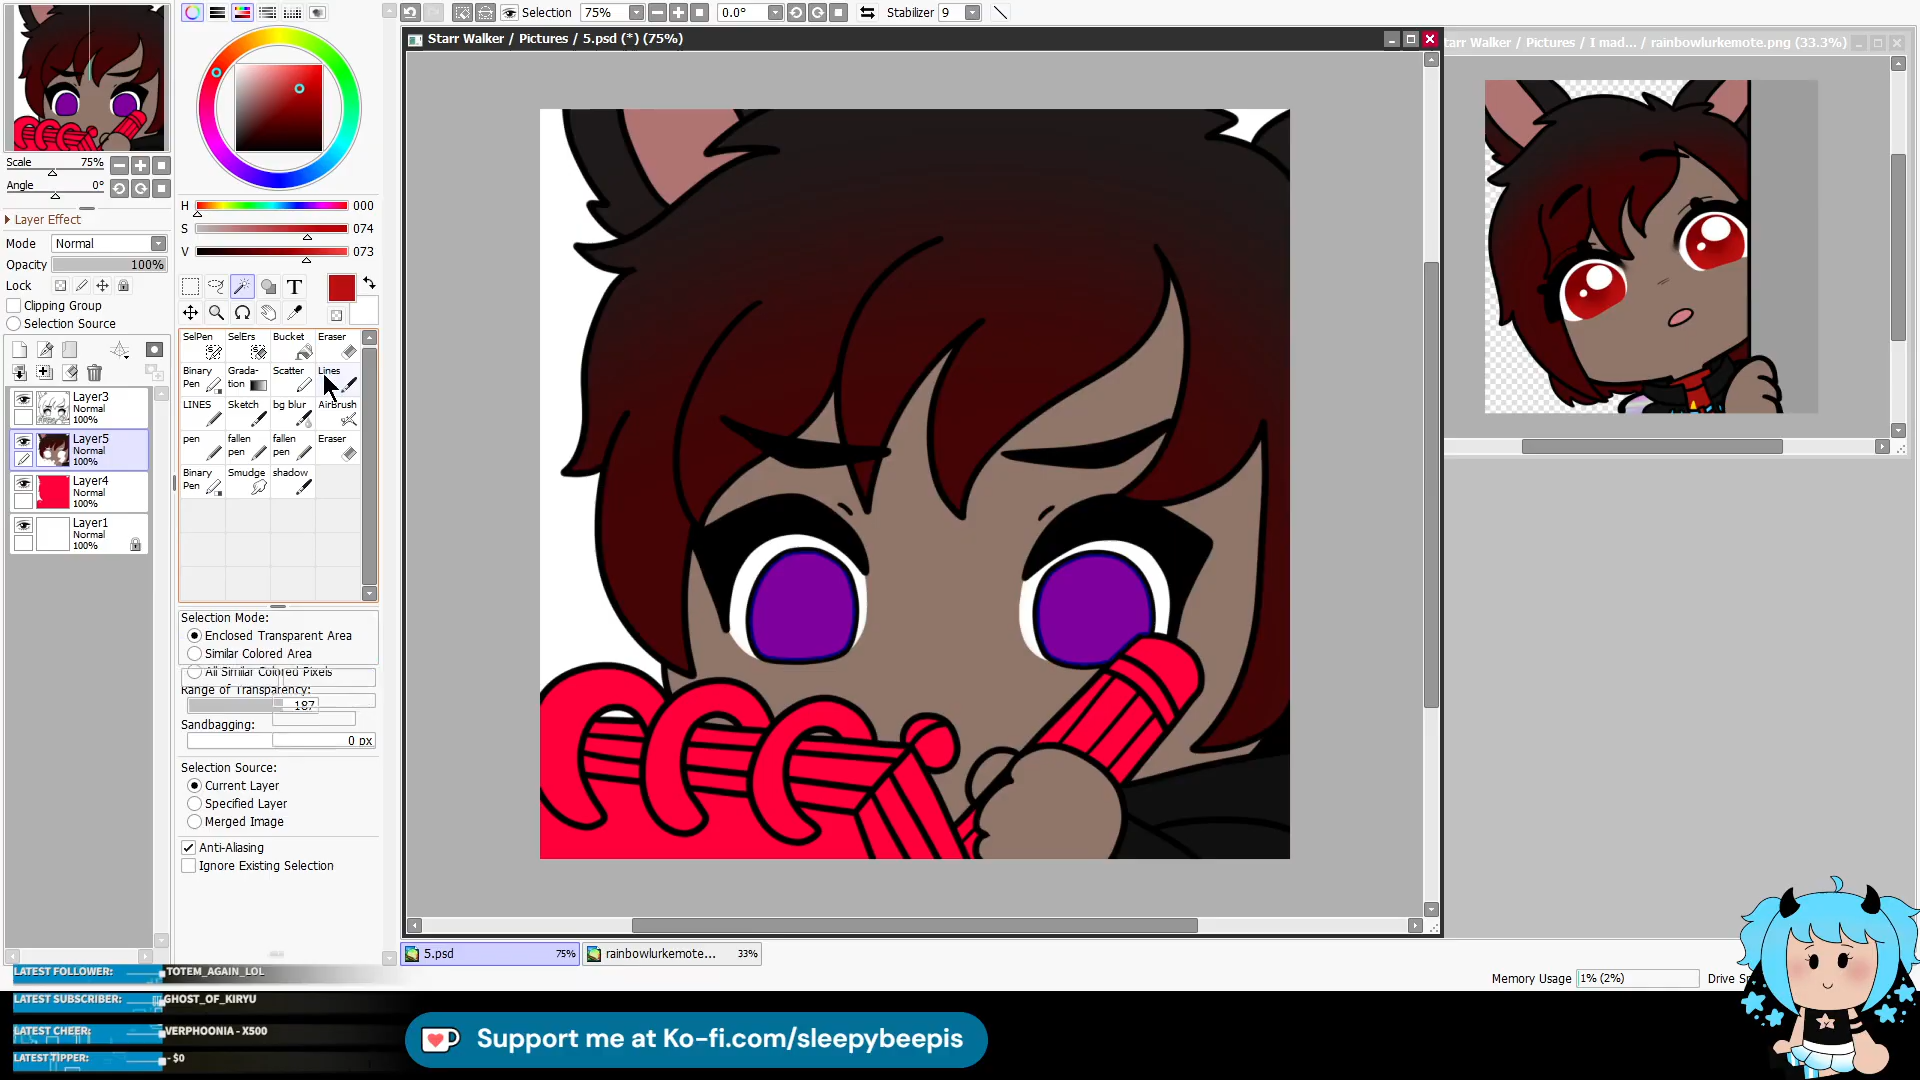 Selection 75% 0.0° Stabilizer 9
Starr Walker / Pictures / 5.psd (*) (75%)
tarr Walker / Pictures / I mad... / rainbowlurkemote.png (33.3%)
Scale 75%
Angle 0°
Layer Effect
Mode Normal
Opacity 100%
Lock
Clipping Group
Selection Source
Layer3
Normal
100%
Layer5
Normal
100%
Layer4
Normal
100%
Layer1
Normal
100%
H 000
S 074
V 073
T
SelPen SelErs Bucket Eraser
Binary Pen Grada-tion Scatter Lines
LINES Sketch bg blur AirBrush
pen fallen pen fallen pen Eraser
Binary Pen Smudge shadow
Selection Mode:
Enclosed Transparent Area
Similar Colored Area
All Similar Colored Pixels
Range of Transparency:
187
Sandbagging:
0 px
Selection Source:
Current Layer
Specified Layer
Merged Image
Anti-Aliasing
Ignore Existing Selection
5.psd 75% rainbowlurkemote... 33%
Memory Usage 1% (2%) Drive
LATEST FOLLOWER: TOTEM_AGAIN_LOL
LATEST SUBSCRIBER: GHOST_OF_KIRYU
LATEST CHEER: VERPHOONIA - X500
LATEST TIPPER: - $0
Support me at Ko-fi.com/sleepybeepis